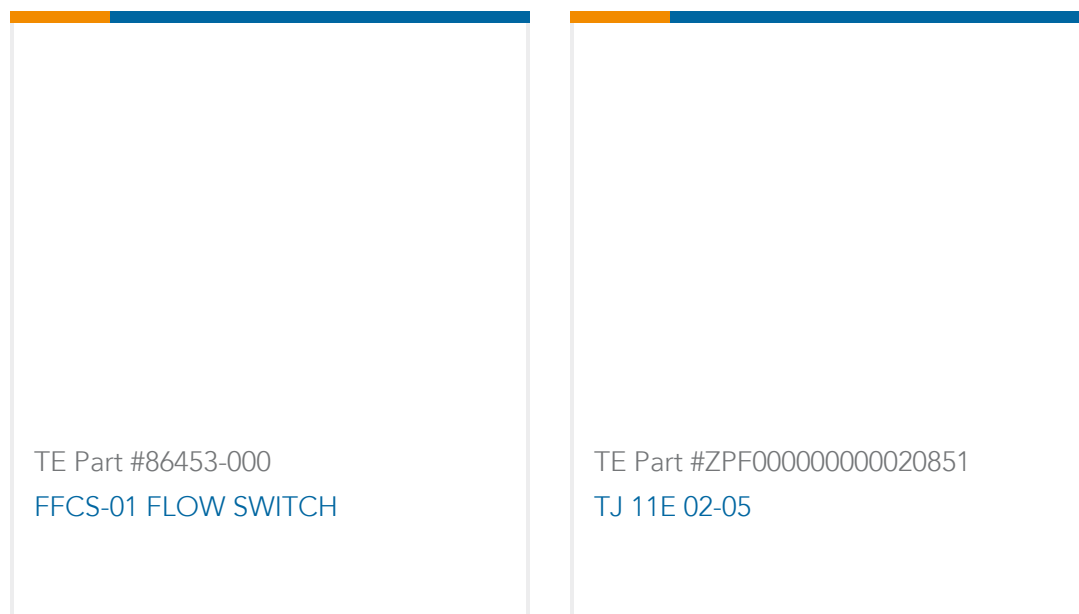 TE Part #86453-000
FFCS-01 FLOW SWITCH
TE Part #ZPF000000000020851
TJ 11E 02-05